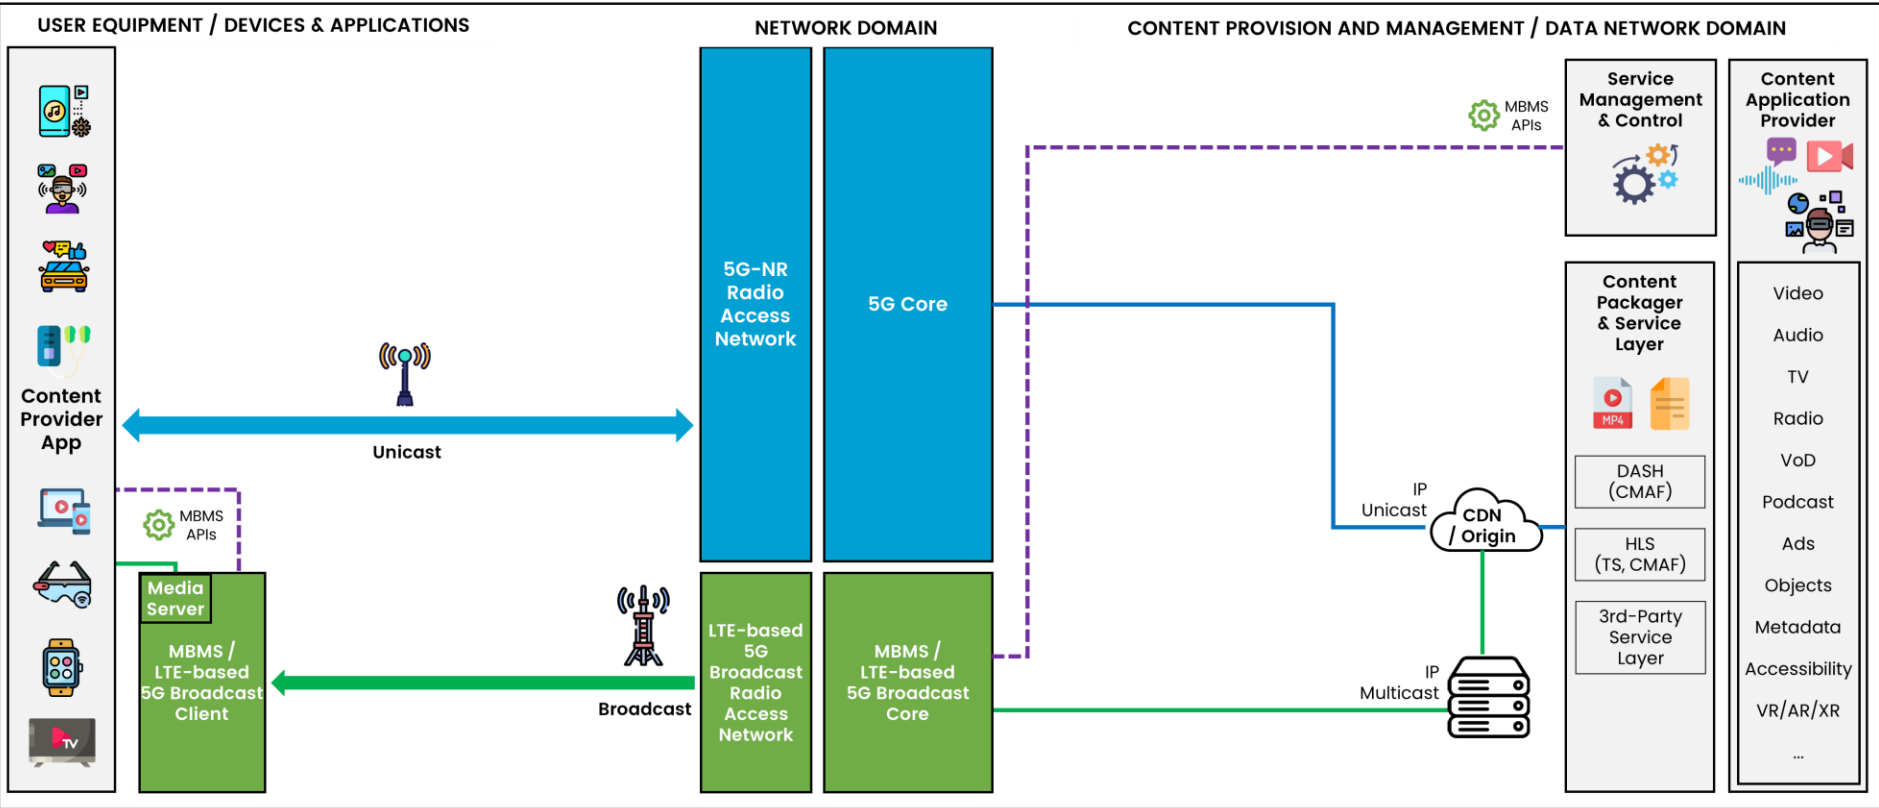 USER EQUIPMENT / DEVICES & APPLICATIONS
NETWORK DOMAIN
CONTENT PROVISION AND MANAGEMENT / DATA NETWORK DOMAIN
Content
Provider
App
Unicast
MBMS
APIs
Media
Server
MBMS /
LTE-based
5G Broadcast
Client
TV
Broadcast
5G-NR
Radio
Access
Network
5G Core
LTE-based
5G
Broadcast
Radio
Access
Network
MBMS /
LTE-based
5G Broadcast
Core
MBMS
APIs
IP
Unicast
CDN
/ Origin
IP
Multicast
Service
Management
& Control
Content
Packager
& Service
Layer
MP4
DASH
(CMAF)
HLS
(TS, CMAF)
3rd-Party
Service
Layer
Content
Application
Provider
Video
Audio
TV
Radio
VoD
Podcast
Ads
Objects
Metadata
Accessibility
VR/AR/XR
...